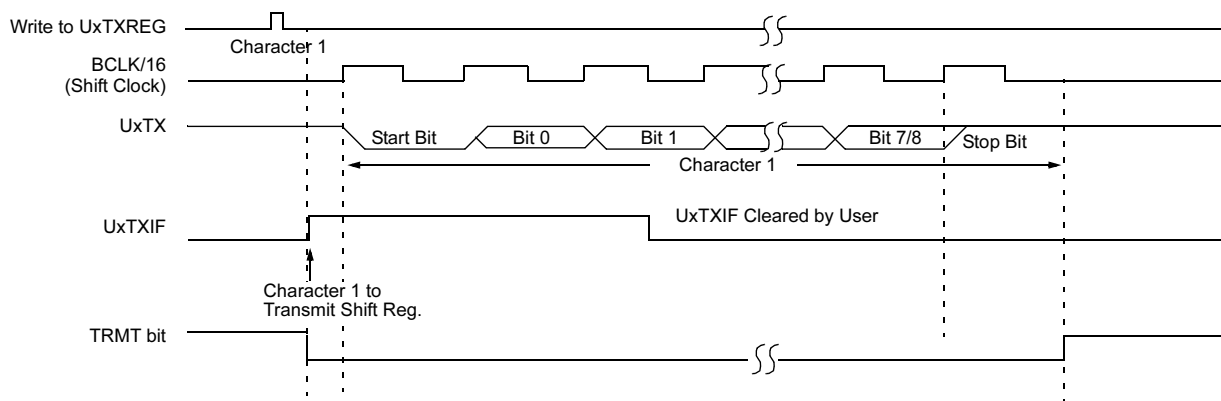 Write to UxTXREG
Character 1
BCLK/16
(Shift Clock)
UxTX
Start Bit
Bit 0
Bit 1
Bit 7/8
Stop Bit
Character 1
UxTXIF
UxTXIF Cleared by User
Character 1 to
Transmit Shift Reg.
TRMT bit